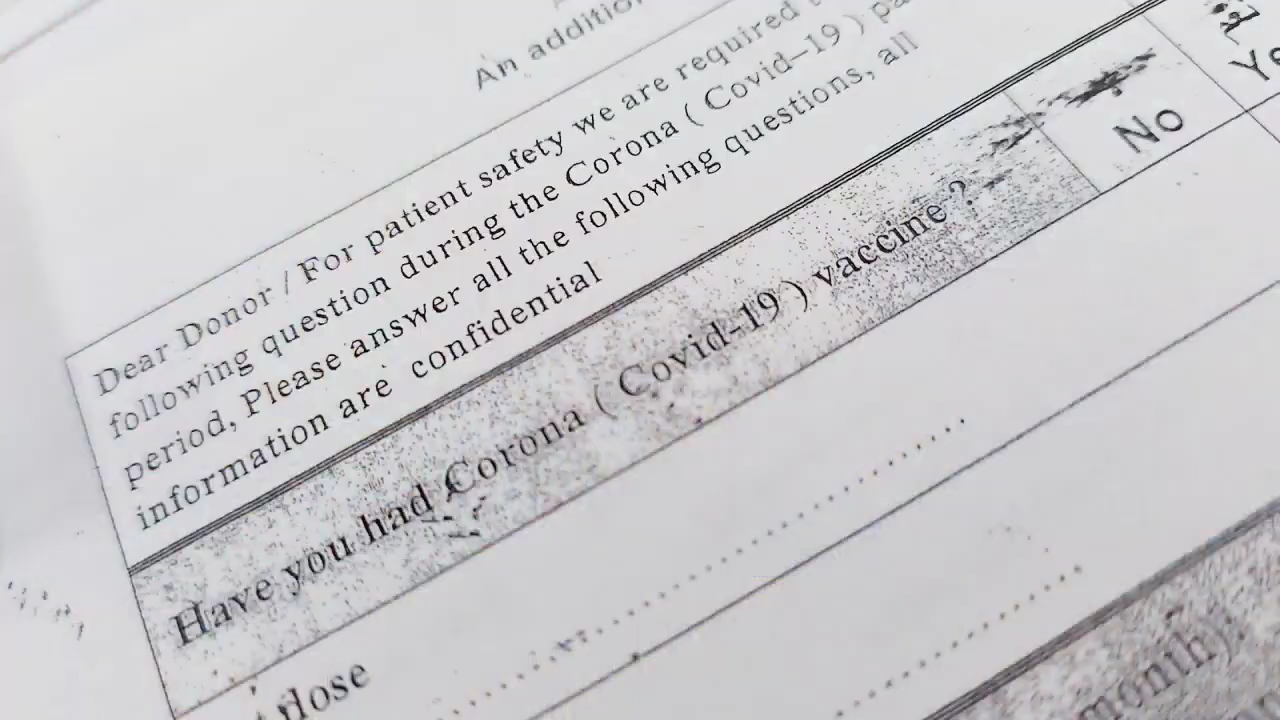 An addition
Dear Donor / For patient safety we are required
following question during the Corona ( Covid-19 )
period, Please answer all the following questions, all
information are confidential
No
Have you had Corona ( Covid-19 ) vaccine ?
dose
month)